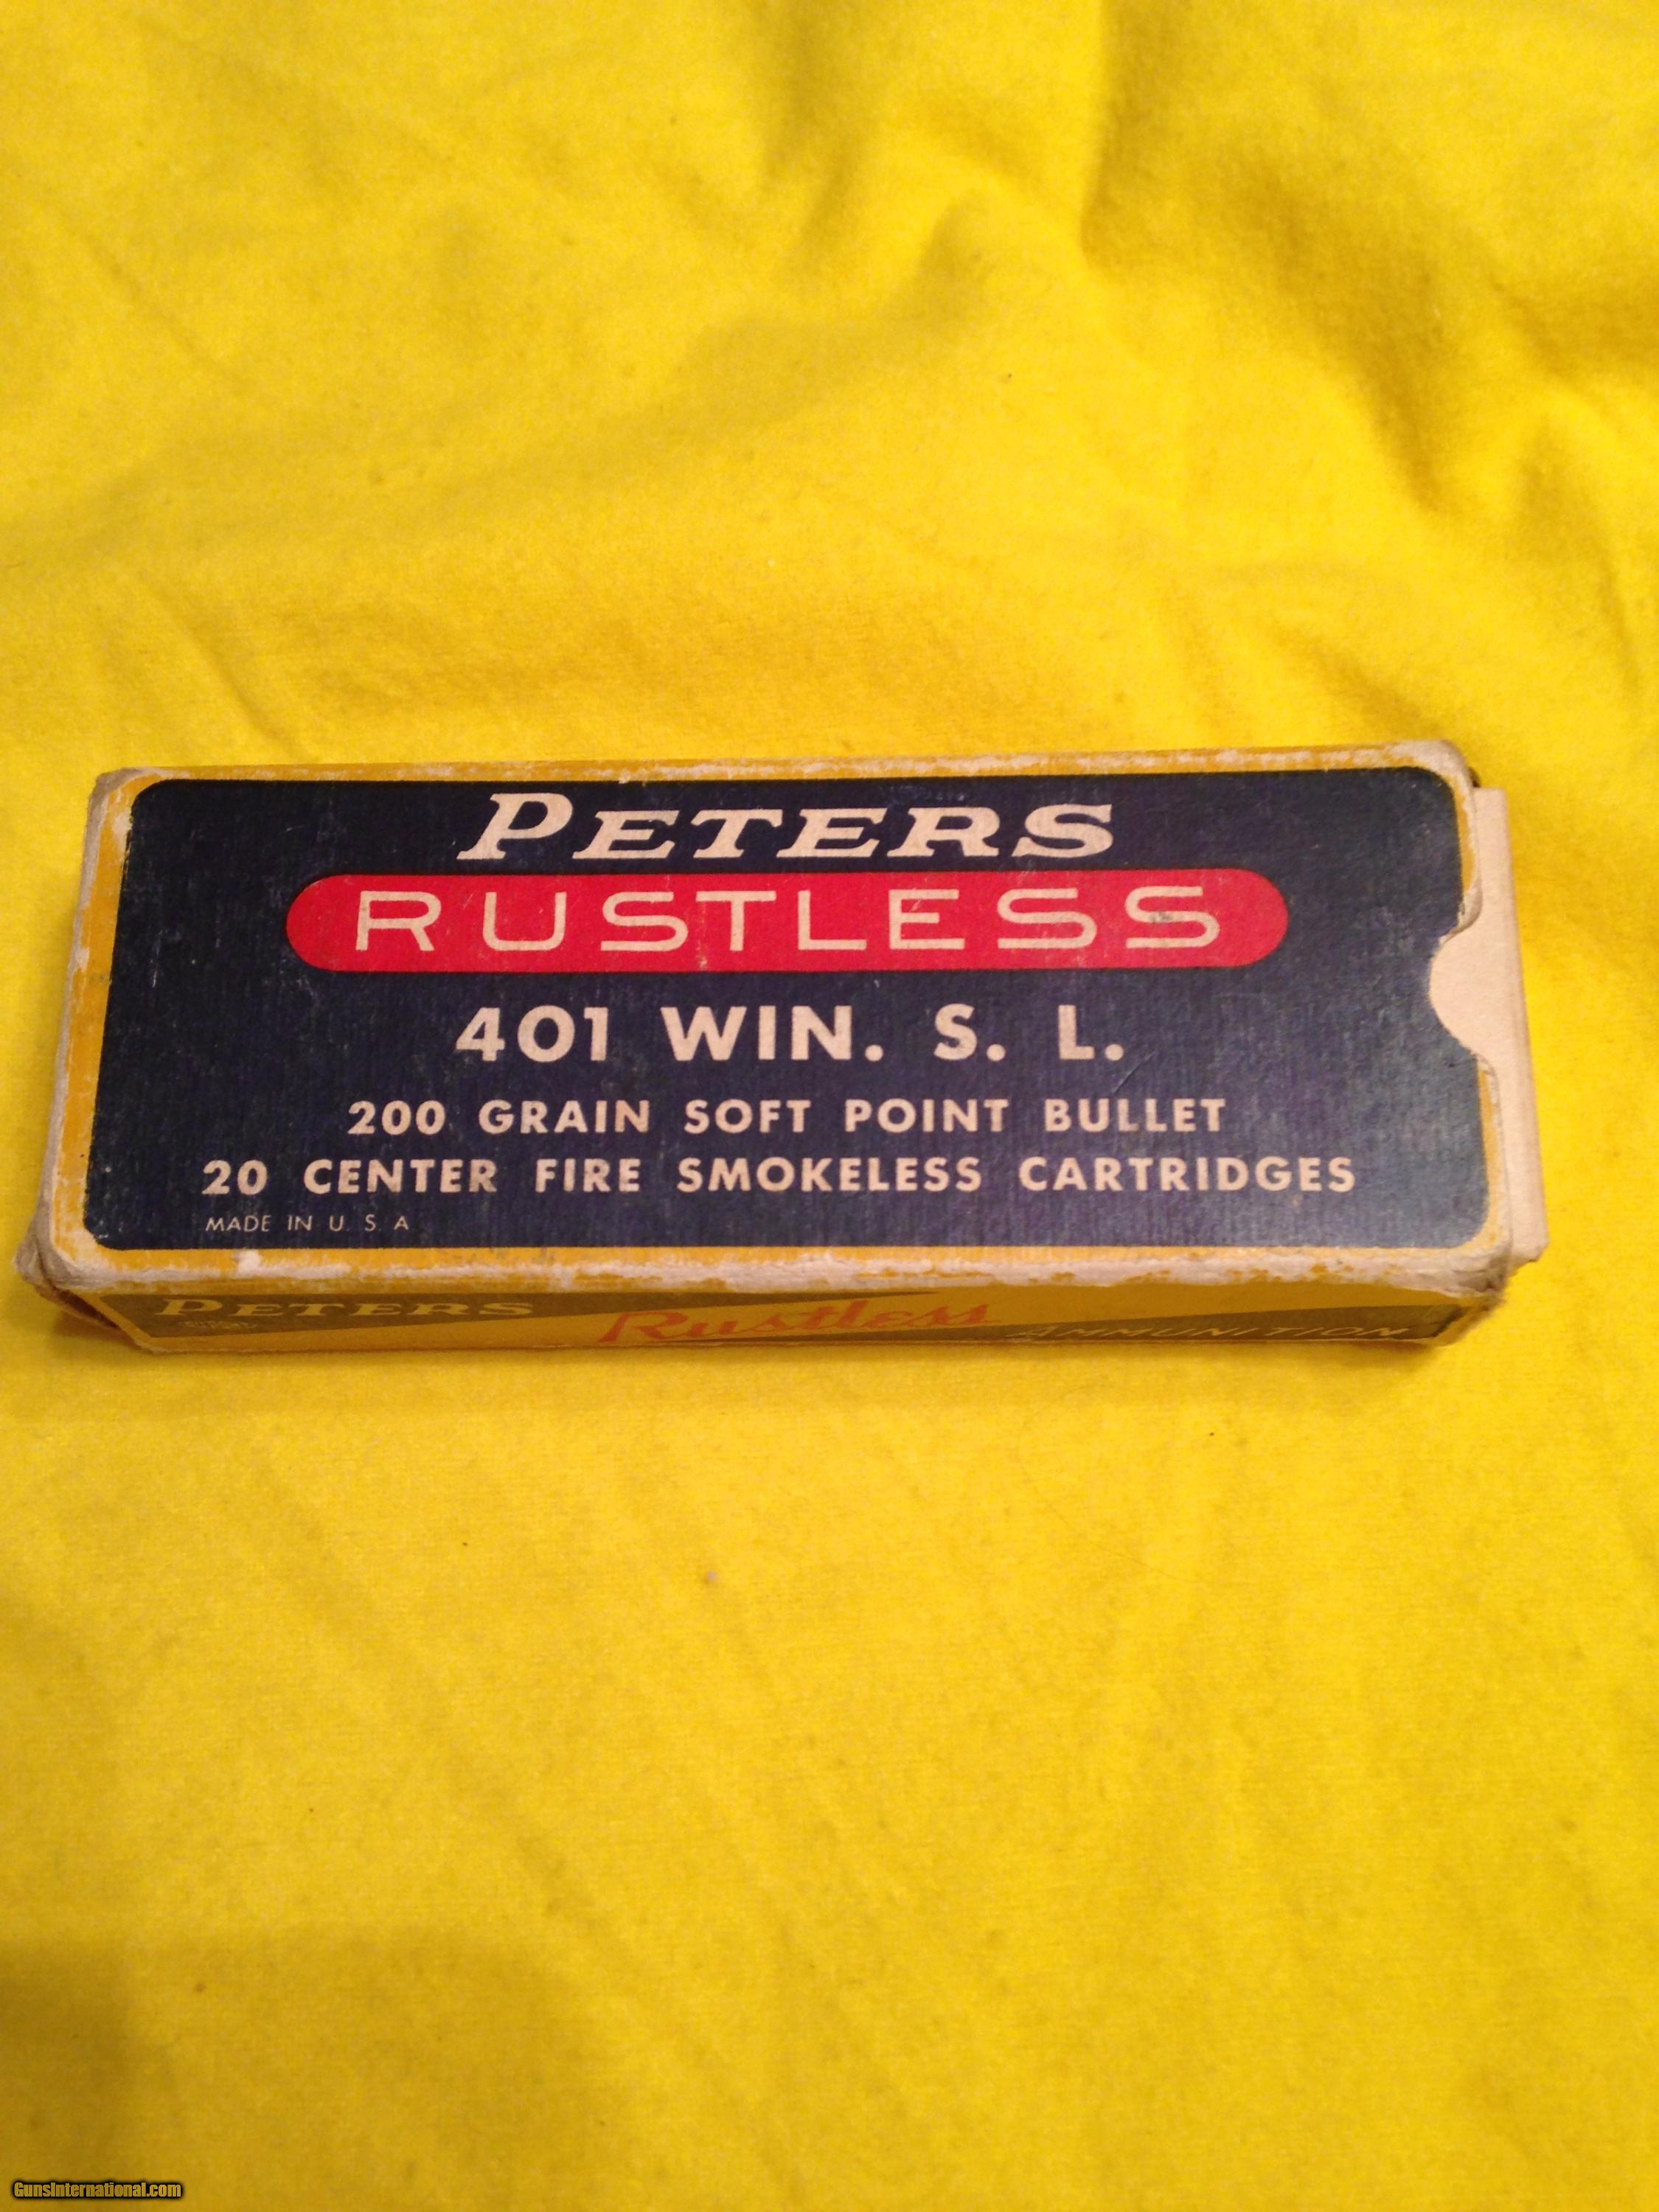 PETERS
RUSTLESS
401 WIN. S. L.
200 GRAIN SOFT POINT BULLET
20 CENTER FIRE SMOKELESS CARTRIDGES
MADE IN U. S. A
PETERS Rustless AMMUNITION
GunsInternational.com